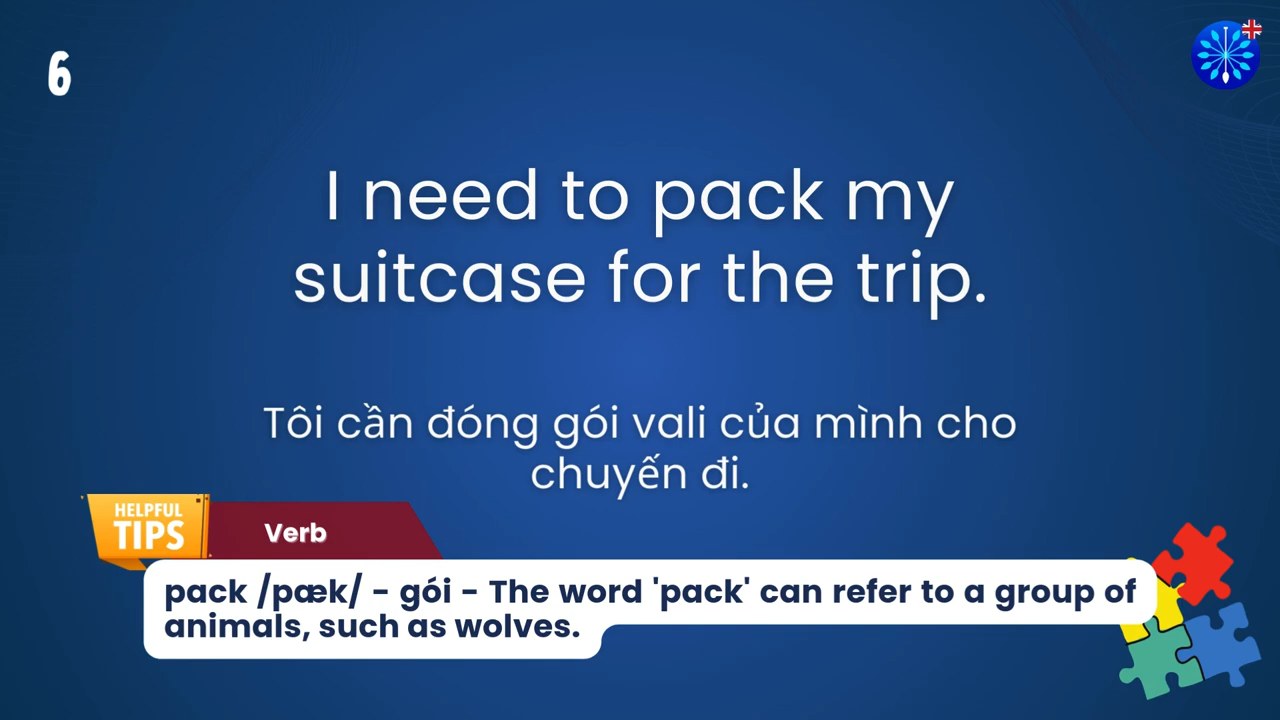 6
I need to pack my
suitcase for the trip.
Tôi cần đóng gói vali của mình cho
chuyến đi.
HELPFUL
TIPS
Verb
pack /pæk/ - gói - The word 'pack' can refer to a group of
animals, such as wolves.